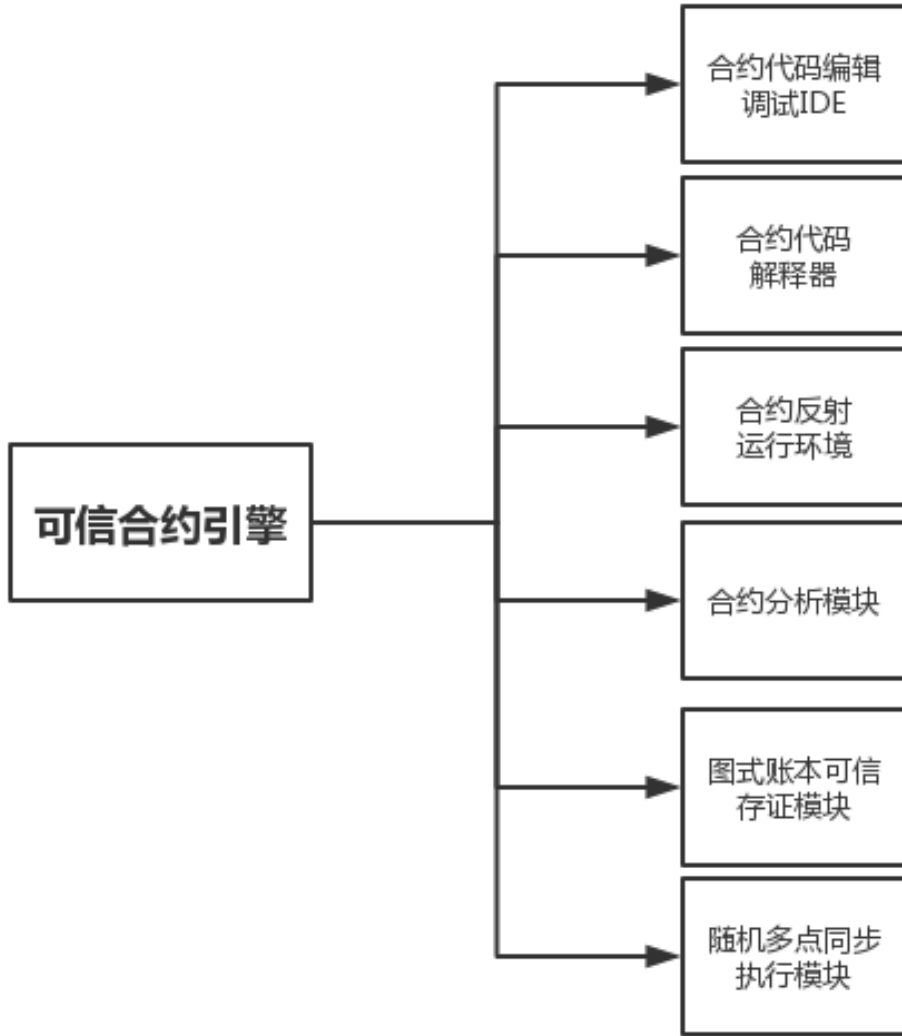 合约代码编辑
调试IDE
合约代码
解释器
合约反射
运行环境
可信合约引擎
合约分析模块
图式账本可信
存证模块
随机多点同步
执行模块